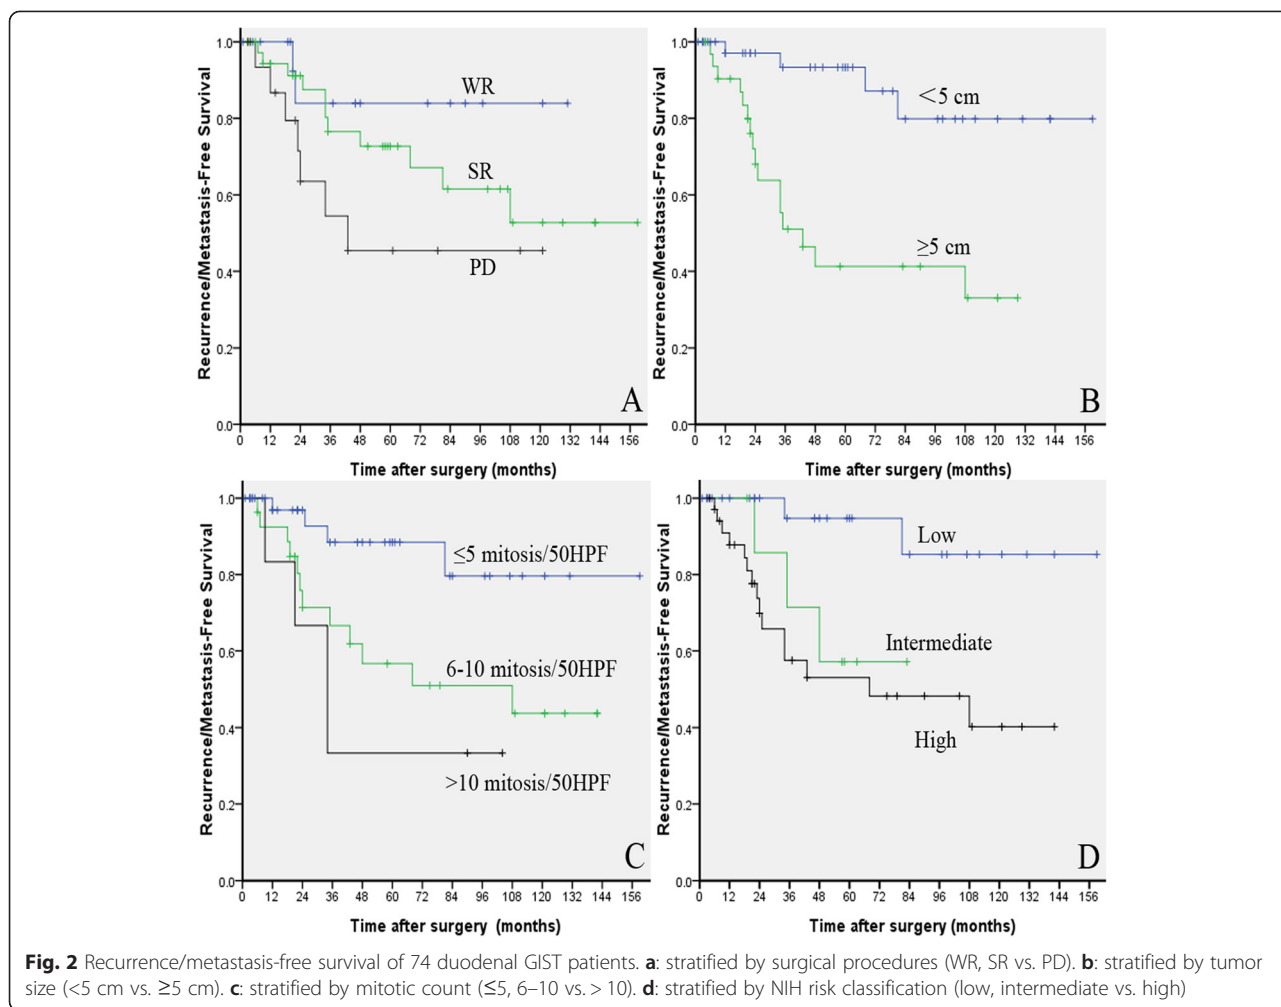 Recurrence/Metastasis-Free Survival
1.0
0.8
0.6
0.4
0.2
0.0
WR
SR
PD
A
0 12 24 36 48 60 72 84 96 108 120 132 144 156
Time after surgery (months)
Recurrence/Metastasis-Free Survival
1.0
0.8
0.6
0.4
0.2
0.0
<5 cm
≥5 cm
B
0 12 24 36 48 60 72 84 96 108 120 132 144 156
Time after surgery (months)
Recurrence/Metastasis-Free Survival
1.0
0.8
0.6
0.4
0.2
0.0
≤5 mitosis/50HPF
6-10 mitosis/50HPF
>10 mitosis/50HPF
C
0 12 24 36 48 60 72 84 96 108 120 132 144 156
Time after surgery (months)
Recurrence/Metastasis-Free Survival
1.0
0.8
0.6
0.4
0.2
0.0
Low
Intermediate
High
D
0 12 24 36 48 60 72 84 96 108 120 132 144 156
Time after surgery (months)
Fig. 2 Recurrence/metastasis-free survival of 74 duodenal GIST patients. a: stratified by surgical procedures (WR, SR vs. PD). b: stratified by tumor
size (<5 cm vs. ≥5 cm). c: stratified by mitotic count (≤5, 6–10 vs. > 10). d: stratified by NIH risk classification (low, intermediate vs. high)